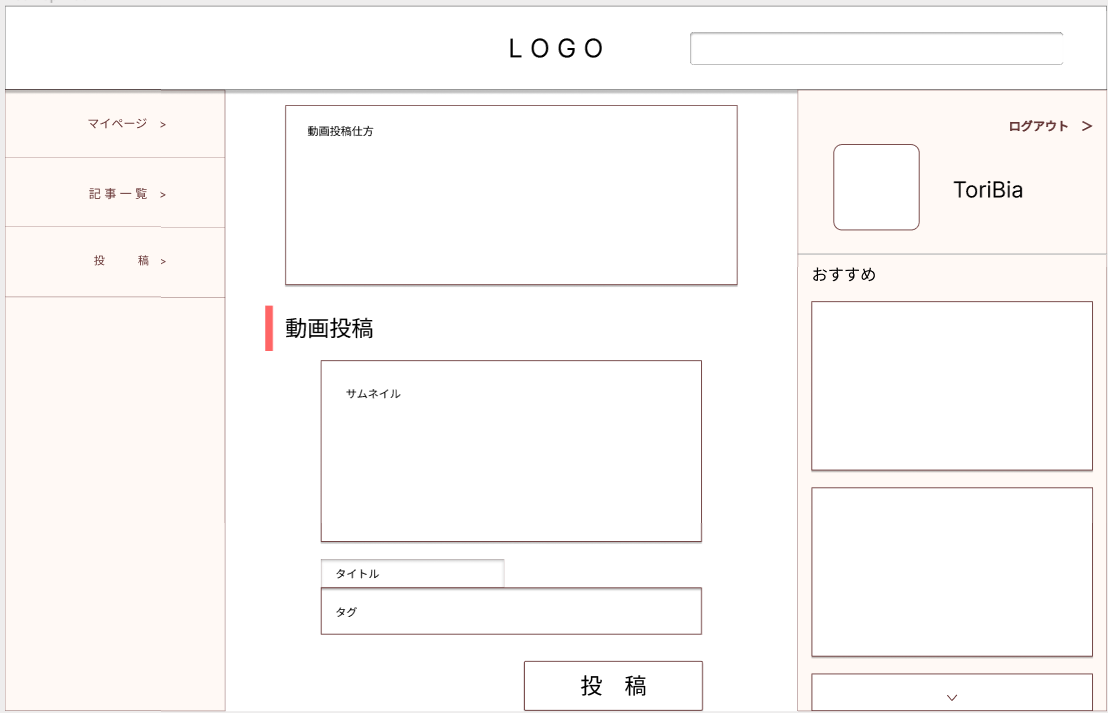 LOGO
マイページ >
記事一覧 >
投 稿 >
動画投稿仕方
動画投稿
サムネイル
タイトル
タグ
投 稿
ログアウト >
ToriBia
おすすめ